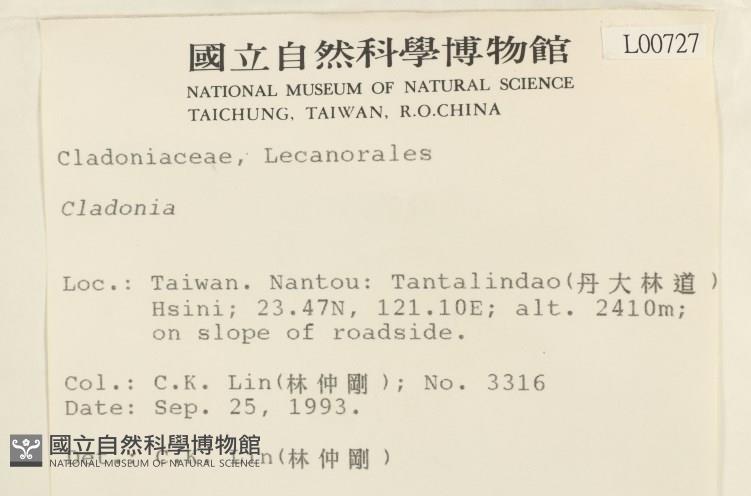 國立自然科學博物館
L00727
NATIONAL MUSEUM OF NATURAL SCIENCE
TAICHUNG, TAIWAN, R.O.CHINA
Cladoniaceae, Lecanorales
Cladonia
Loc.: Taiwan. Nantou: Tantalindao(丹大林道)
Hsini; 23.47N, 121.10E; alt. 2410m;
on slope of roadside.
Col.: C.K. Lin(林仲剛); No. 3316
Date: Sep. 25, 1993.
Det.: C.K. Lin(林仲剛)
國立自然科學博物館
NATIONAL MUSEUM OF NATURAL SCIENCE